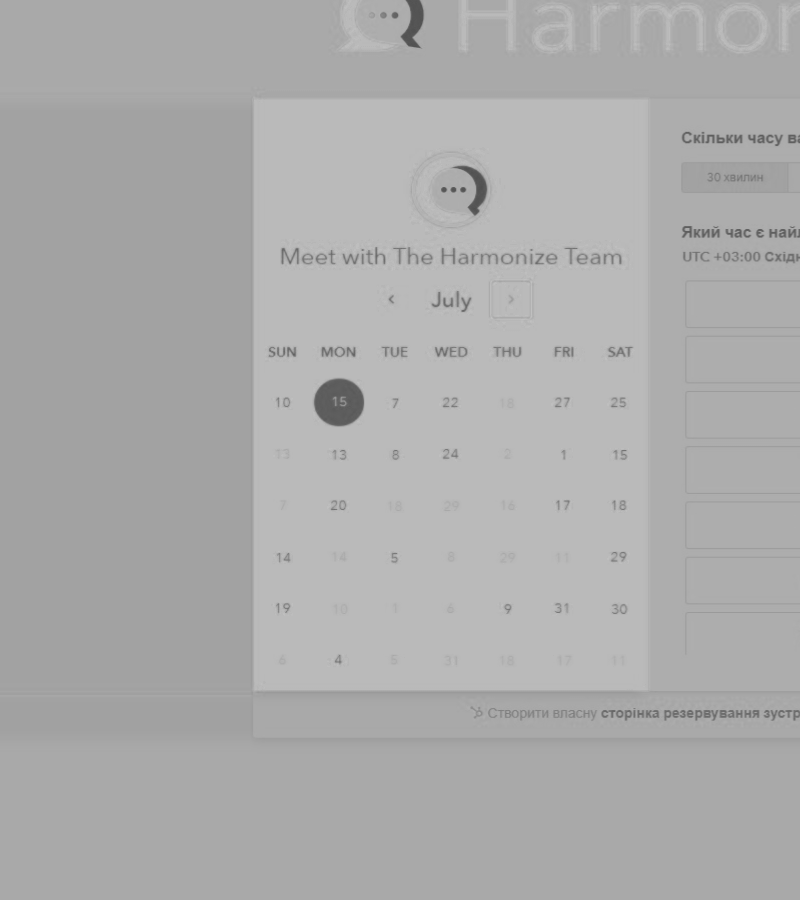 Harmon
Meet with The Harmonize Team
July
SUN MON TUE WED THU FRI SAT
10 15 7 22 18 27 25
13 13 8 24 2 1 15
7 20 18 29 16 17 18
14 14 5 8 29 11 29
19 10 1 6 9 31 30
6 4 5 31 18 17 11
Скільки часу ва
30 хвилин
Який час є най
UTC +03:00 Східн
Створити власну сторінка резервування зустр